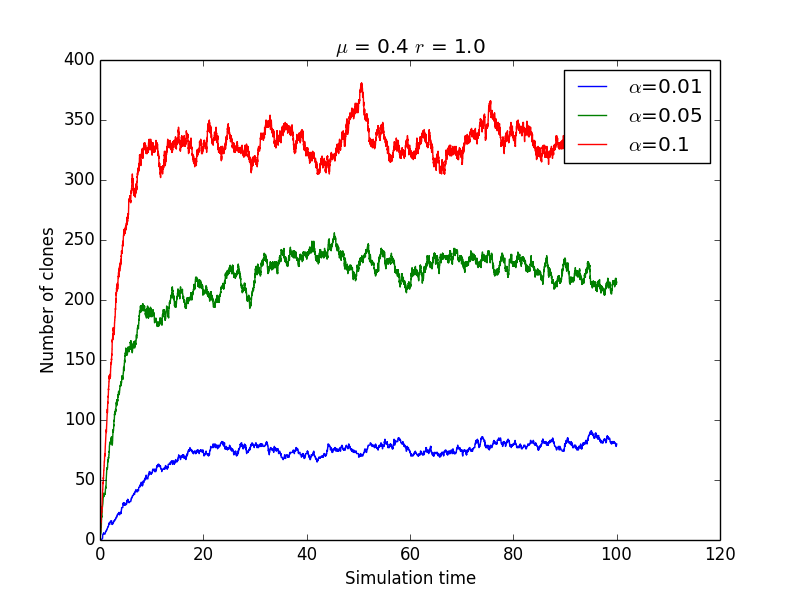 μ = 0.4 r = 1.0
400
350
300
250
200
150
100
50
0
Number of clones
α=0.01
α=0.05
α=0.1
0 20 40 60 80 100 120
Simulation time